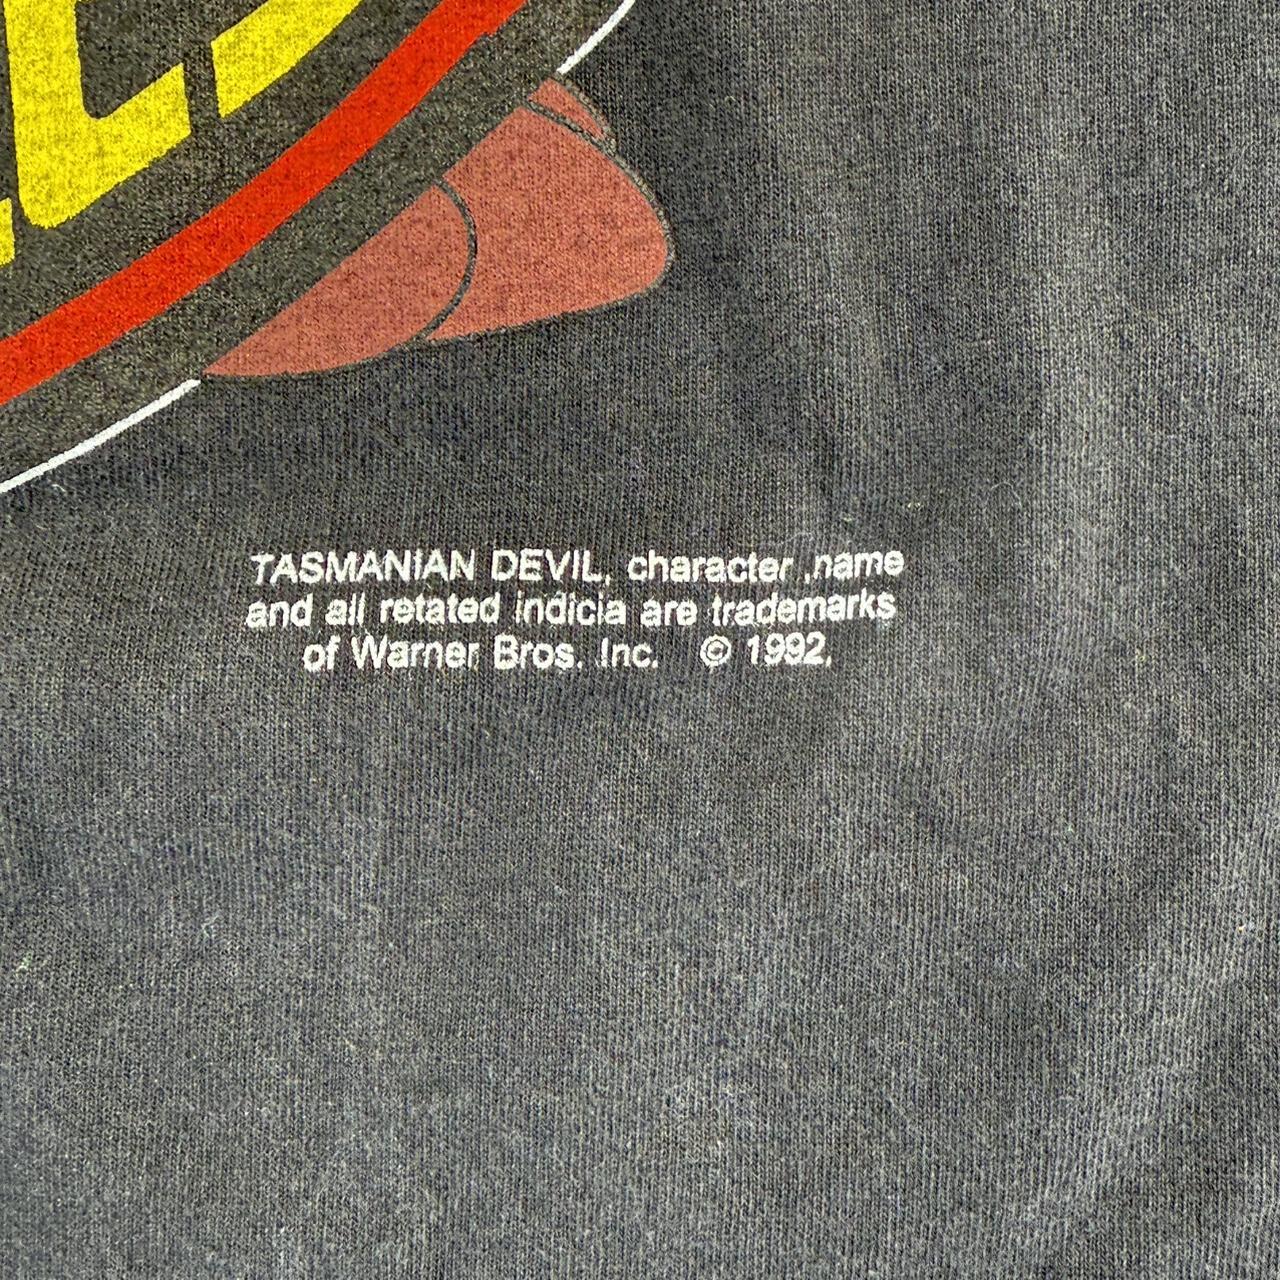 TASMANIAN DEVIL, character ,name
and all retated indicia are trademarks
of Warner Bros. Inc. © 1992,